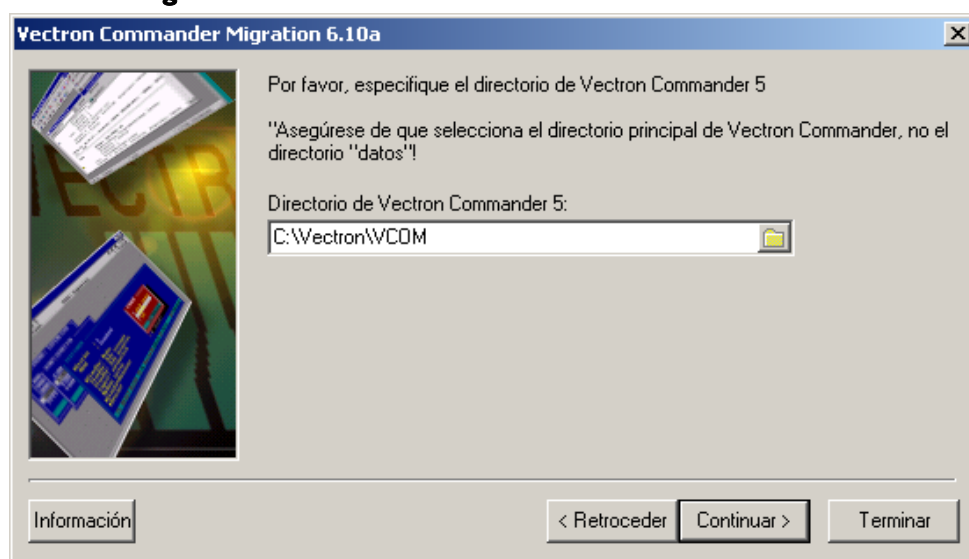 Vectron Commander Migration 6.10a
Por favor, especifique el directorio de Vectron Commander 5
"Asegúrese de que selecciona el directorio principal de Vectron Commander, no el
directorio "datos"!
Directorio de Vectron Commander 5:
C:\Vectron\VCOM
Información
< Retroceder
Continuar >
Terminar